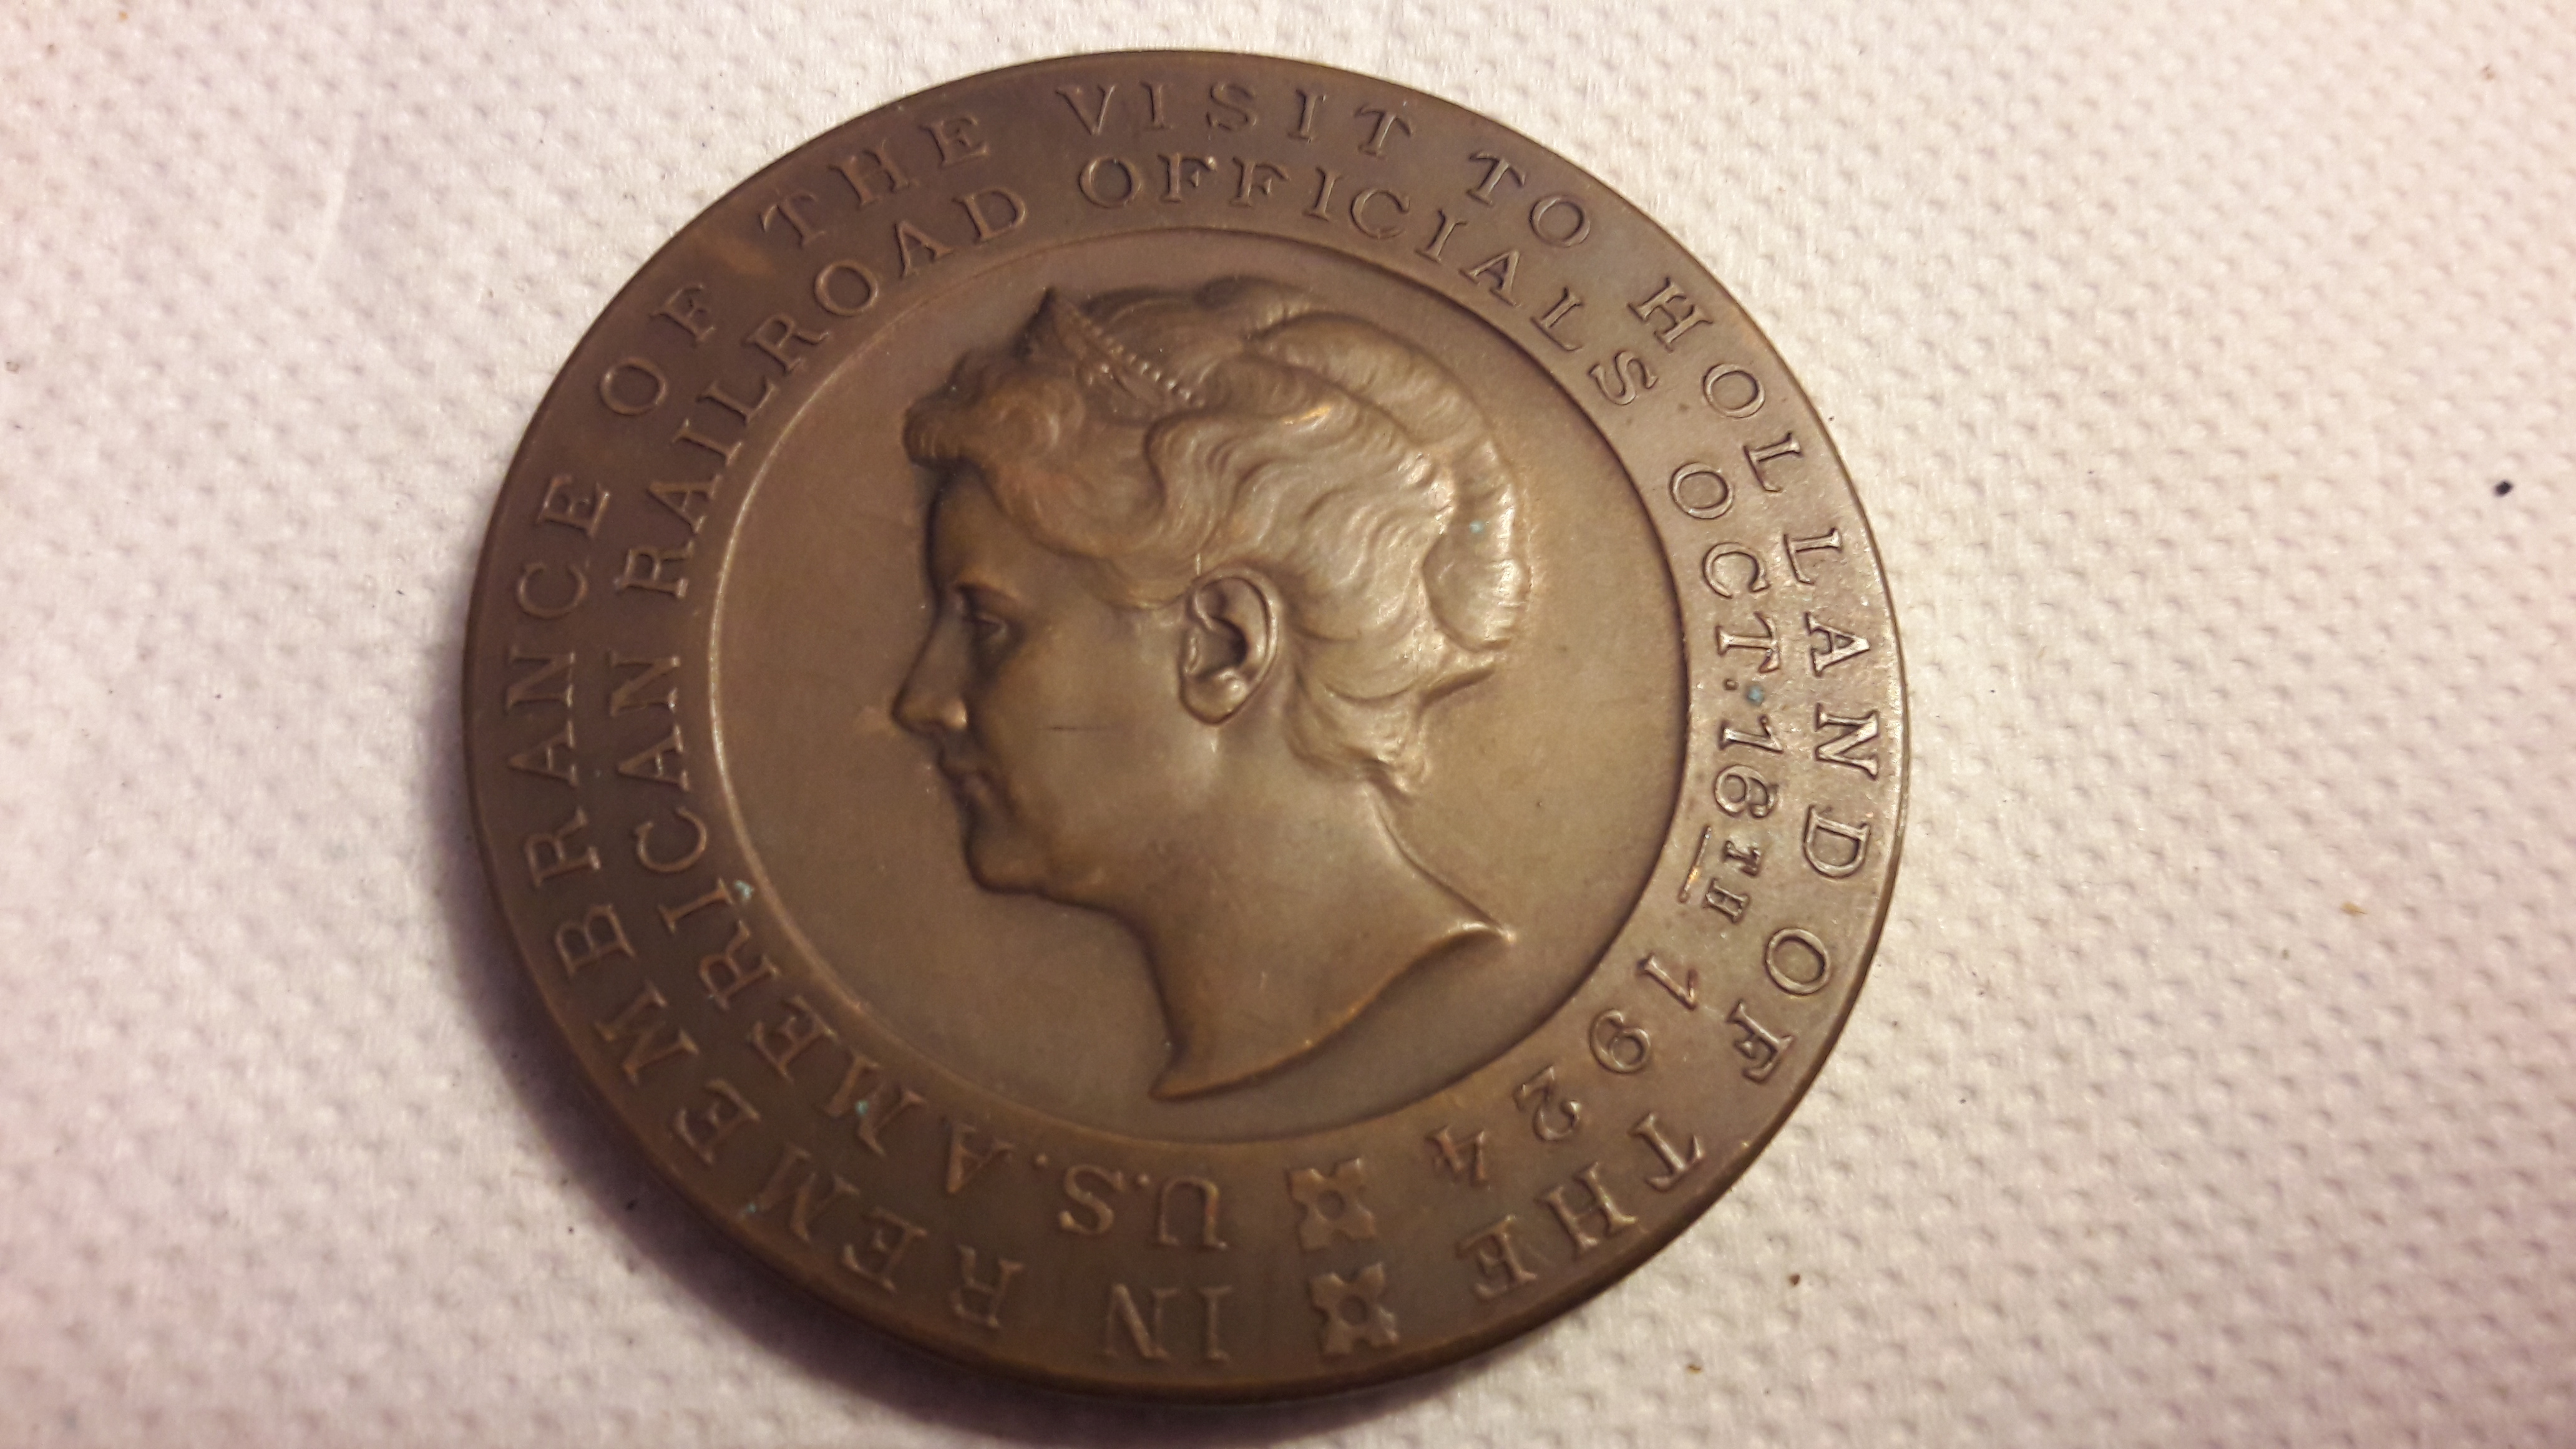 IN REMEMBRANCE OF THE VISIT TO HOLLAND OF THE
U.S. AMERICAN RAILROAD OFFICIALS OCT. 16TH 1924